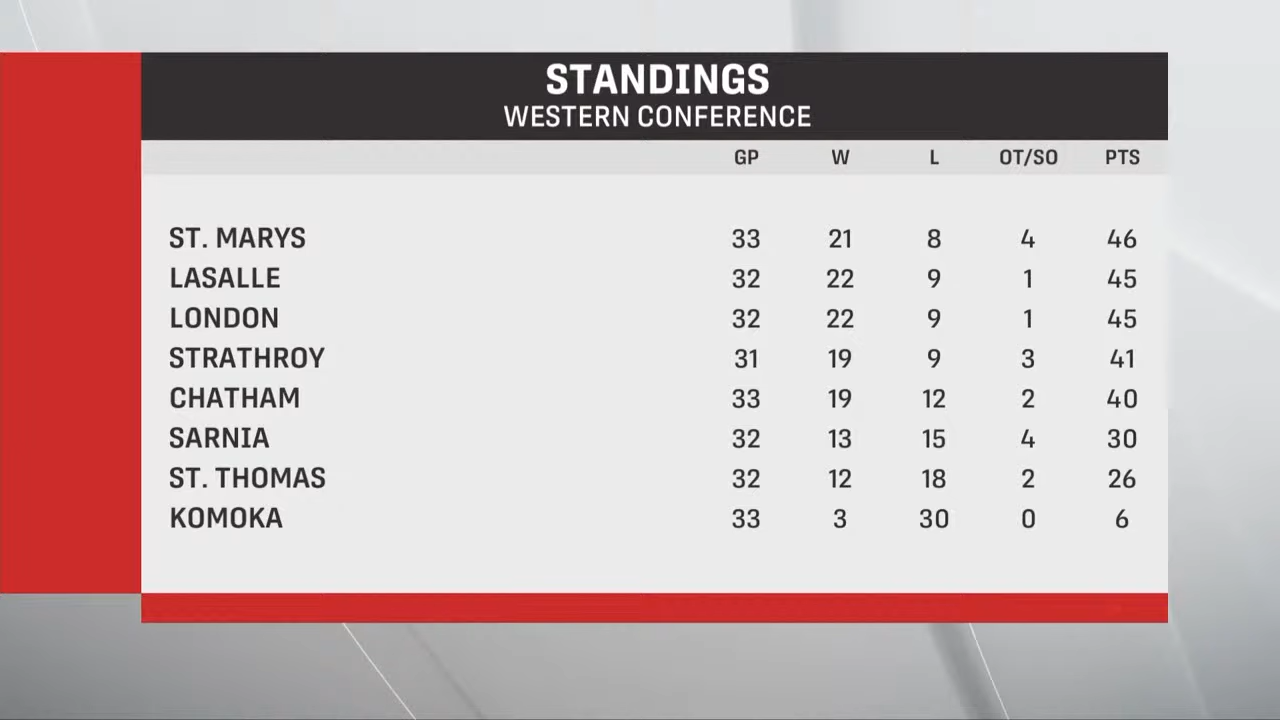 STANDINGS
WESTERN CONFERENCE
GP W L OT/SO PTS
ST. MARYS 33 21 8 4 46
LASALLE 32 22 9 1 45
LONDON 32 22 9 1 45
STRATHROY 31 19 9 3 41
CHATHAM 33 19 12 2 40
SARNIA 32 13 15 4 30
ST. THOMAS 32 12 18 2 26
KOMOKA 33 3 30 0 6